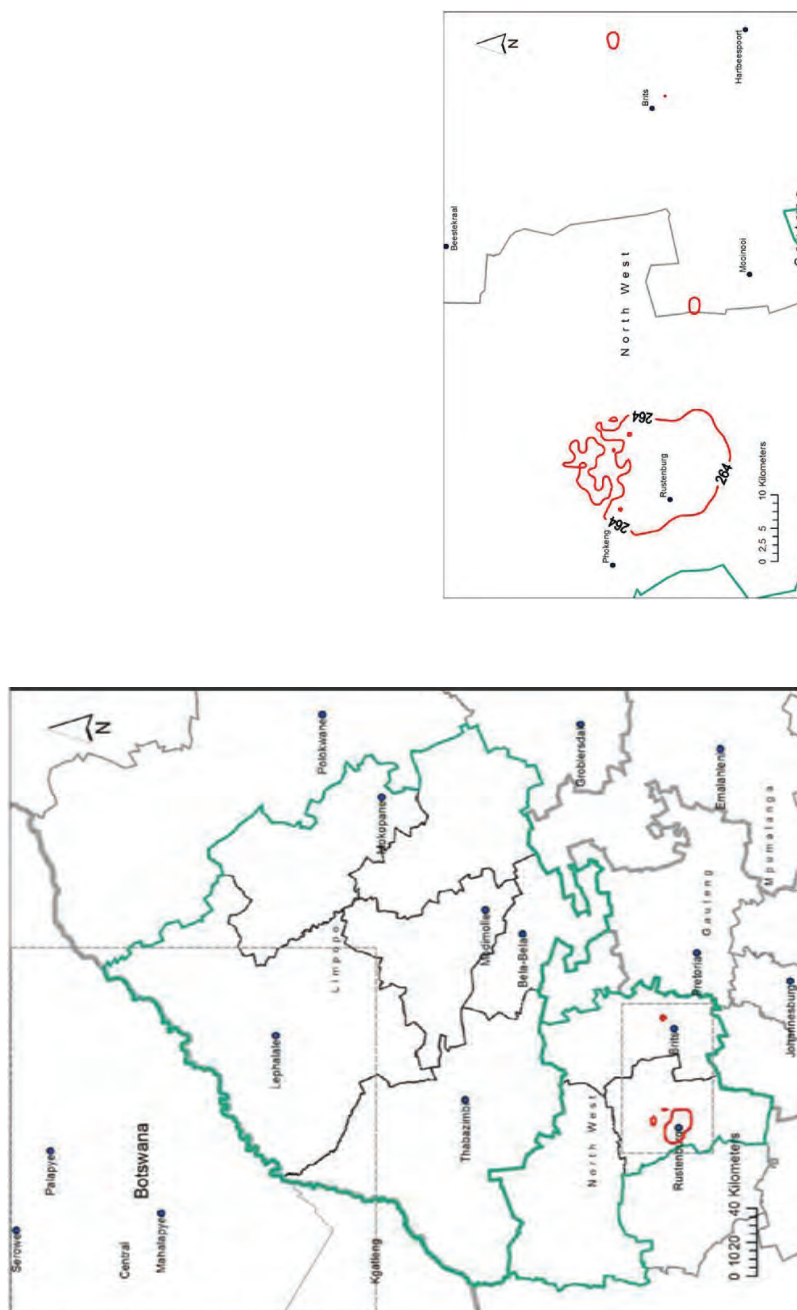 N
Beestekraal
Brits
Hartbeespoort
North West
Mooinooi
264
264
264
Phokeng
Rustenburg
0 2.5 5 10 Kilometers
N
Serowe
Palapye
Central
Botswana
Mahalapye
Lephalale
Limpopo
Polokwane
Mokopane
Kgatleng
Modimolle
Bela-Bela
Thabazimbi
Groblersdal
North West
Gauteng
Emalahleni
Mpumalanga
Pretoria
Brits
Rustenburg
Johannesburg
0 10 20 40 Kilometers